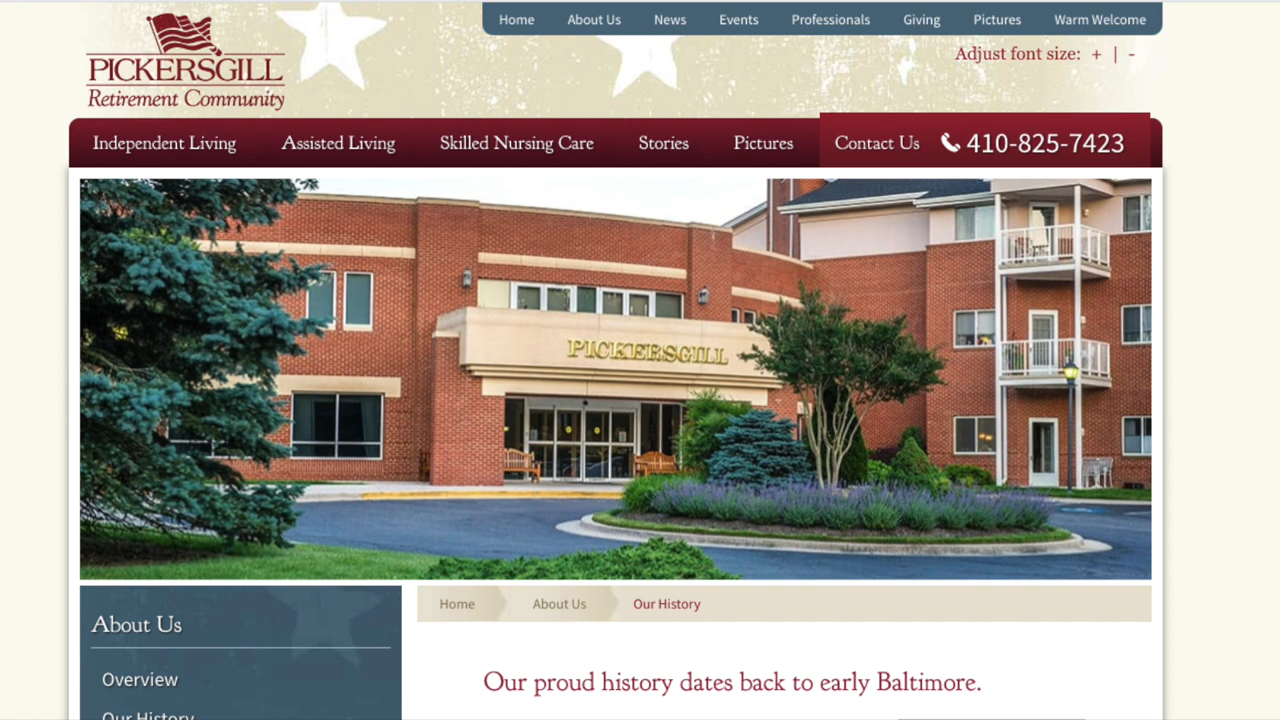 Home About Us News Events Professionals Giving Pictures Warm Welcome
Adjust font size: + | -
PICKERSGILL
Retirement Community
Independent Living Assisted Living Skilled Nursing Care Stories Pictures Contact Us 410-825-7423
PICKERSGILL
About Us
Overview
Our History
Home About Us Our History
Our proud history dates back to early Baltimore.